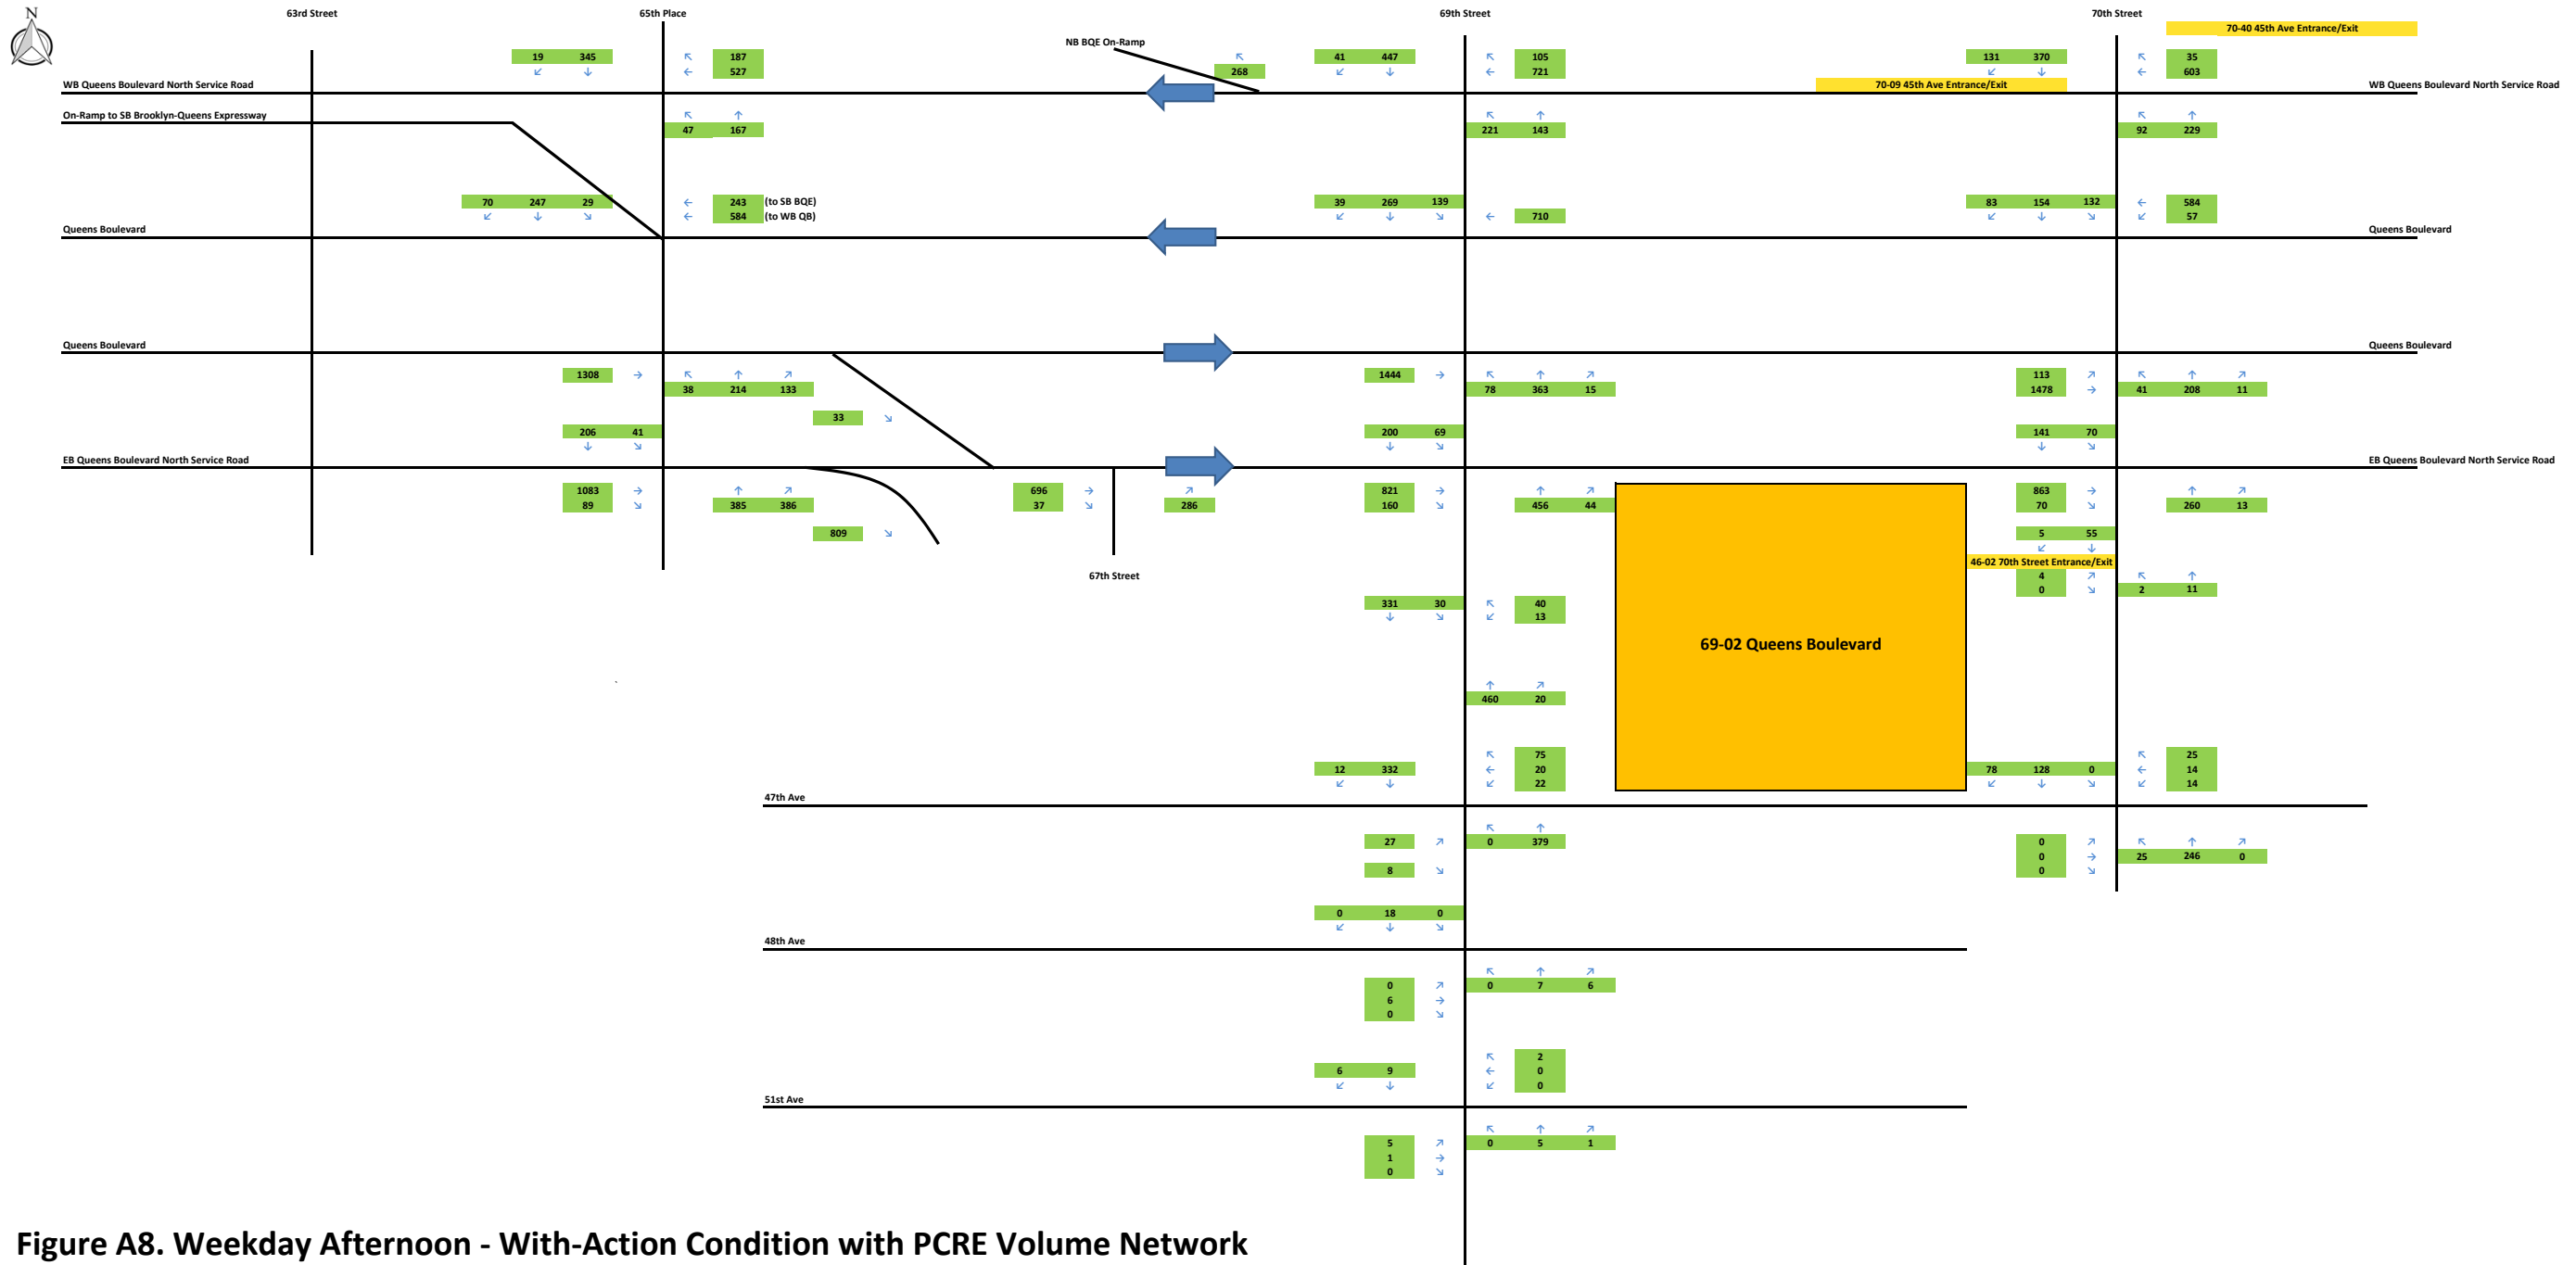 N
63rd Street 65th Place 69th Street 70th Street
70-40 45th Ave Entrance/Exit
NB BQE On-Ramp
19 345 187 41 447 105 131 370 35
527 268 721 603
WB Queens Boulevard North Service Road 70-09 45th Ave Entrance/Exit WB Queens Boulevard North Service Road
On-Ramp to SB Brooklyn-Queens Expressway
47 167 221 143 92 229
70 247 29 243 (to SB BQE) 39 269 139 83 154 132 584
584 (to WB QB) 710 57
Queens Boulevard Queens Boulevard
Queens Boulevard Queens Boulevard
1308 1444 113
38 214 133 78 363 15 1478 41 208 11
33
206 41 200 69 141 70
EB Queens Boulevard North Service Road EB Queens Boulevard North Service Road
1083 696 821 863
89 385 386 37 286 160 456 44 70 260 13
809 5 55
46-02 70th Street Entrance/Exit
67th Street 4
0 2 11
331 30 40
13
69-02 Queens Boulevard
460 20
75 25
12 332 20 78 128 0 14
22 14
47th Ave
27 0 379 0
0 25 246 0
8 0
0 18 0
48th Ave
0 0 7 6
6
0
2
6 9 0
0
51st Ave
5 0 5 1
1
0
Figure A8. Weekday Afternoon - With-Action Condition with PCRE Volume Network